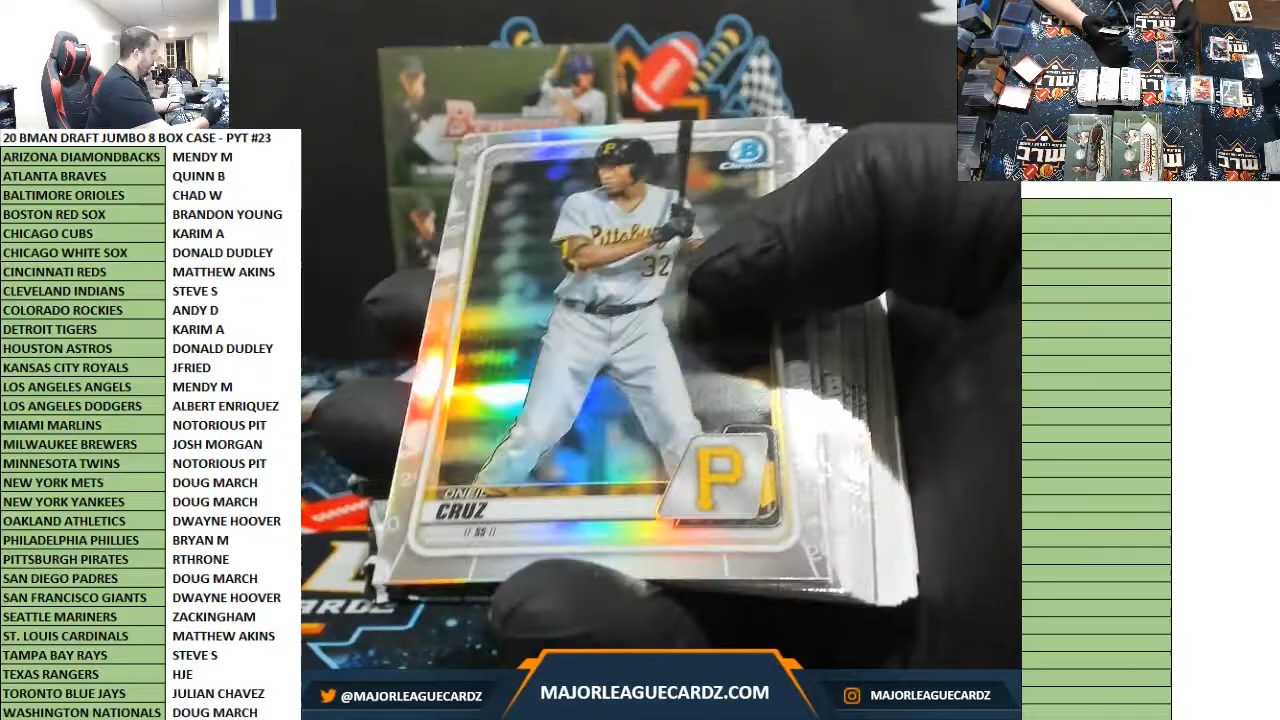 20 BMAN DRAFT JUMBO 8 BOX CASE - PYT #23
ARIZONA DIAMONDBACKS MENDY M
ATLANTA BRAVES QUINN B
BALTIMORE ORIOLES CHAD W
BOSTON RED SOX BRANDON YOUNG
CHICAGO CUBS KARIM A
CHICAGO WHITE SOX DONALD DUDLEY
CINCINNATI REDS MATTHEW AKINS
CLEVELAND INDIANS STEVE S
COLORADO ROCKIES ANDY D
DETROIT TIGERS KARIM A
HOUSTON ASTROS DONALD DUDLEY
KANSAS CITY ROYALS JFRIED
LOS ANGELES ANGELS MENDY M
LOS ANGELES DODGERS ALBERT ENRIQUEZ
MIAMI MARLINS NOTORIOUS PIT
MILWAUKEE BREWERS JOSH MORGAN
MINNESOTA TWINS NOTORIOUS PIT
NEW YORK METS DOUG MARCH
NEW YORK YANKEES DOUG MARCH
OAKLAND ATHLETICS DWAYNE HOOVER
PHILADELPHIA PHILLIES BRYAN M
PITTSBURGH PIRATES RTHRONE
SAN DIEGO PADRES DOUG MARCH
SAN FRANCISCO GIANTS DWAYNE HOOVER
SEATTLE MARINERS ZACKINGHAM
ST. LOUIS CARDINALS MATTHEW AKINS
TAMPA BAY RAYS STEVE S
TEXAS RANGERS HJE
TORONTO BLUE JAYS JULIAN CHAVEZ
WASHINGTON NATIONALS DOUG MARCH
B
Chrome
P
32
P
ONEIL
CRUZ
// SS //
@MAJORLEAGUECARDZ
MAJORLEAGUECARDZ.COM
MAJORLEAGUECARDZ